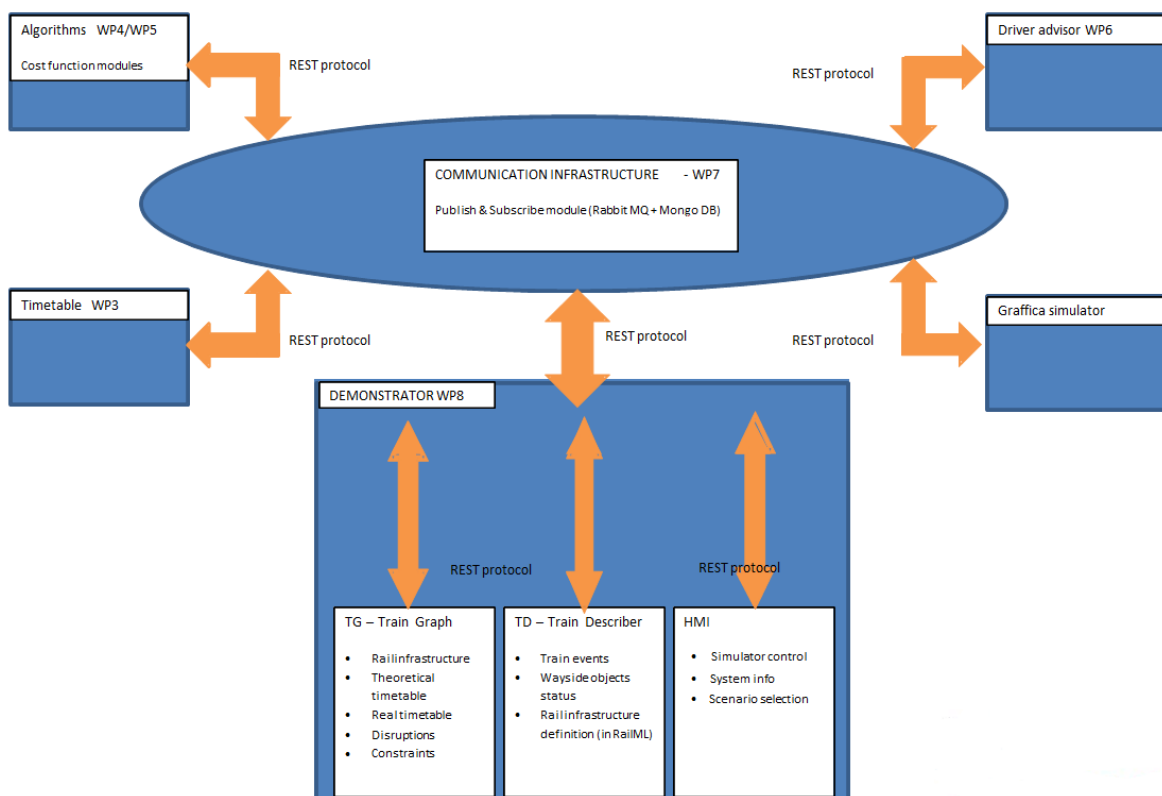 Algorithms WP4/WP5
Cost function modules
REST protocol
REST protocol
Driver advisor WP6
COMMUNICATION INFRASTRUCTURE - WP7
Publish & Subscribe module (Rabbit MQ + Mongo DB)
Timetable WP3
REST protocol
REST protocol
REST protocol
Graffica simulator
DEMONSTRATOR WP8
REST protocol
REST protocol
TG – Train Graph
• Rail infrastructure
• Theoretical
timetable
• Real timetable
• Disruptions
• Constraints
TD – Train Describer
• Train events
• Wayside objects
status
• Rail infrastructure
definition (in RailML)
HMI
• Simulator control
• System info
• Scenario selection